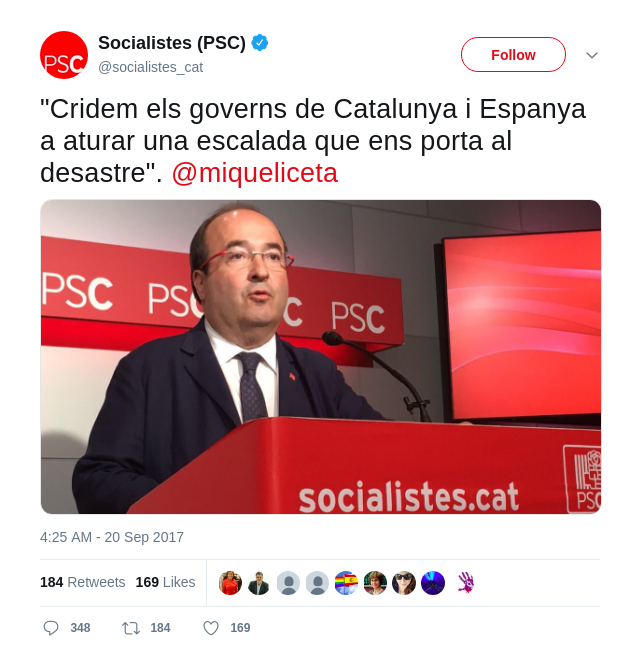 PSC
Socialistes (PSC)
@socialistes_cat
Follow
"Cridem els governs de Catalunya i Espanya
a aturar una escalada que ens porta al
desastre". @miqueliceta
PSC
PSC
PSC
socialistes.cat
PSC
4:25 AM - 20 Sep 2017
184 Retweets 169 Likes
348 184 169